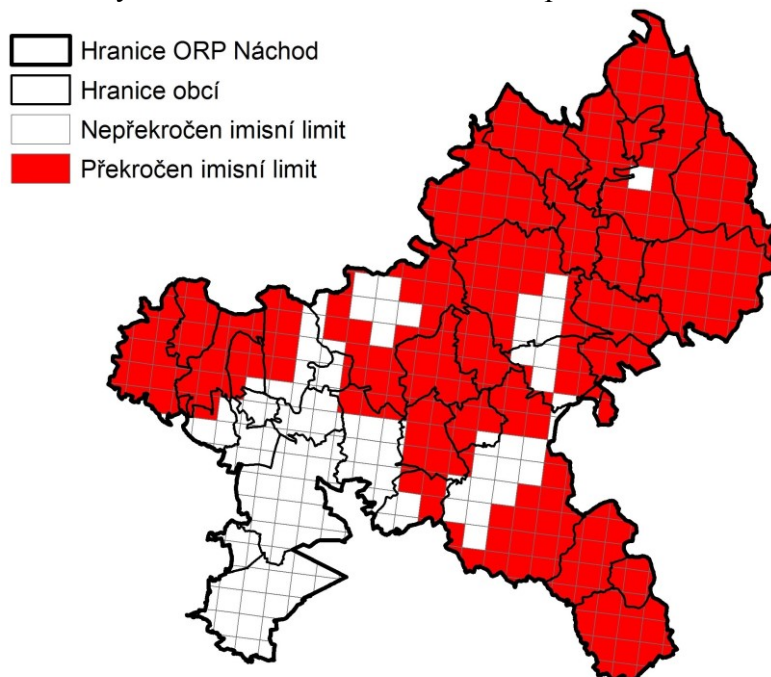 Hranice ORP Náchod
Hranice obcí
Nepřekročen imisní limit
Překročen imisní limit